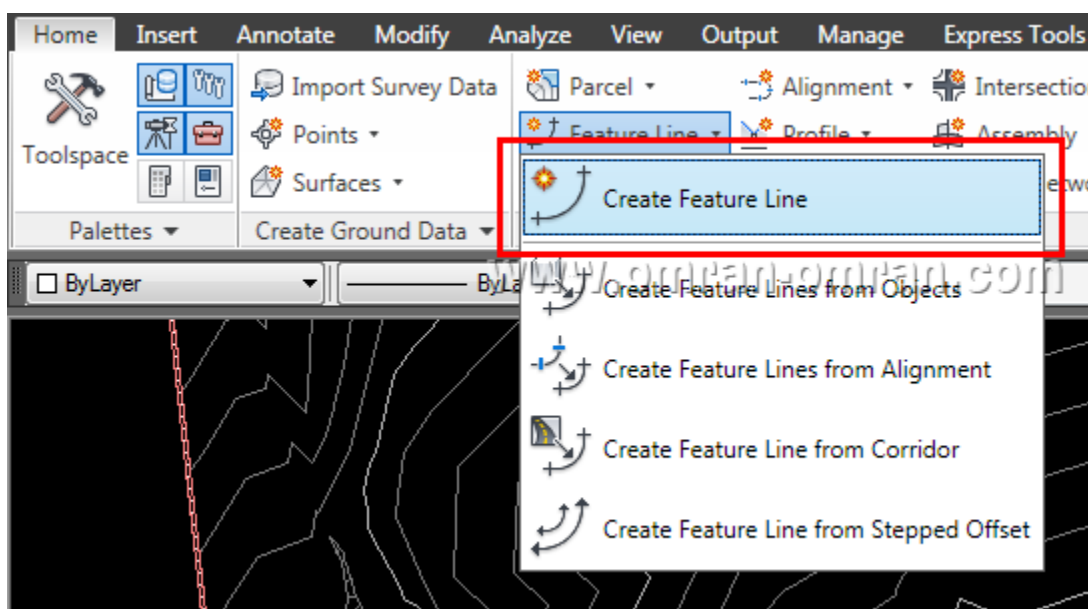 Home Insert Annotate Modify Analyze View Output Manage Express Tools
Toolspace
Import Survey Data
Points
Surfaces
Parcel
Feature Line
Alignment
Profile
Intersectio
Assembly
Palettes
Create Ground Data
Create Feature Line
ByLayer
www.omran-omran.com
Create Feature Lines from Objects
Create Feature Lines from Alignment
Create Feature Line from Corridor
Create Feature Line from Stepped Offset